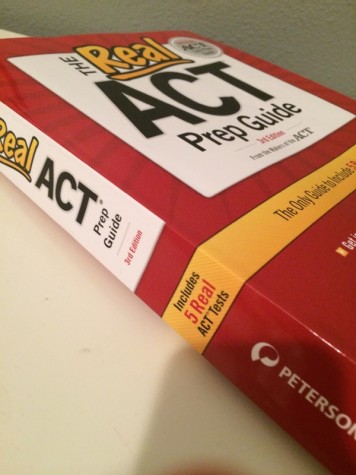 THE Real
ACT
Prep Guide
3rd Edition
From the Makers of the ACT®
The Only Guide to Include 5
Get
Real ACT®
Prep
Guide
3rd Edition
Includes
5 Real
ACT Tests
PETERSON